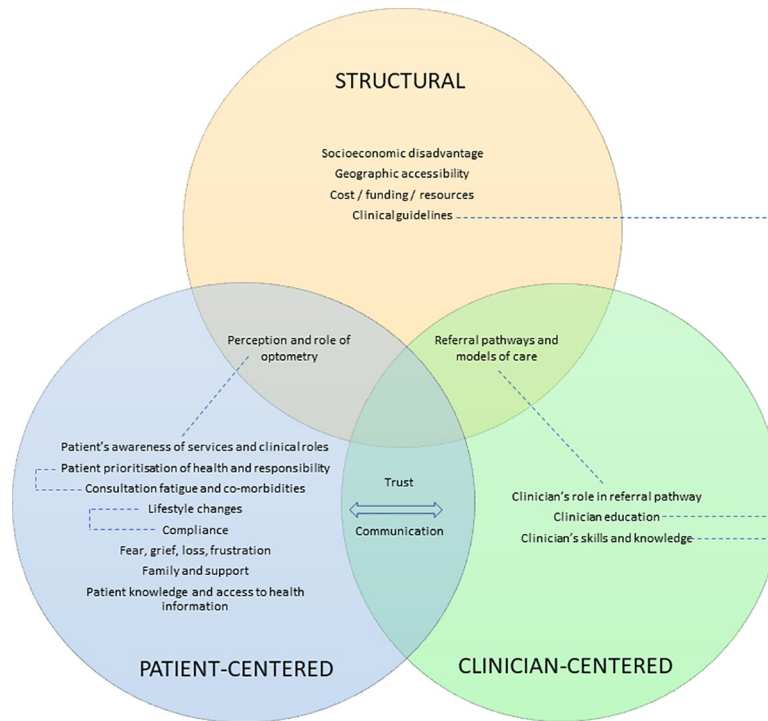 STRUCTURAL
Socioeconomic disadvantage
Geographic accessibility
Cost / funding / resources
Clinical guidelines
Perception and role of
optometry
Referral pathways and
models of care
Patient's awareness of services and clinical roles
Patient prioritisation of health and responsibility
Consultation fatigue and co-morbidities
Lifestyle changes
Compliance
Fear, grief, loss, frustration
Family and support
Patient knowledge and access to health
information
Trust
Communication
Clinician's role in referral pathway
Clinician education
Clinician's skills and knowledge
PATIENT-CENTERED
CLINICIAN-CENTERED